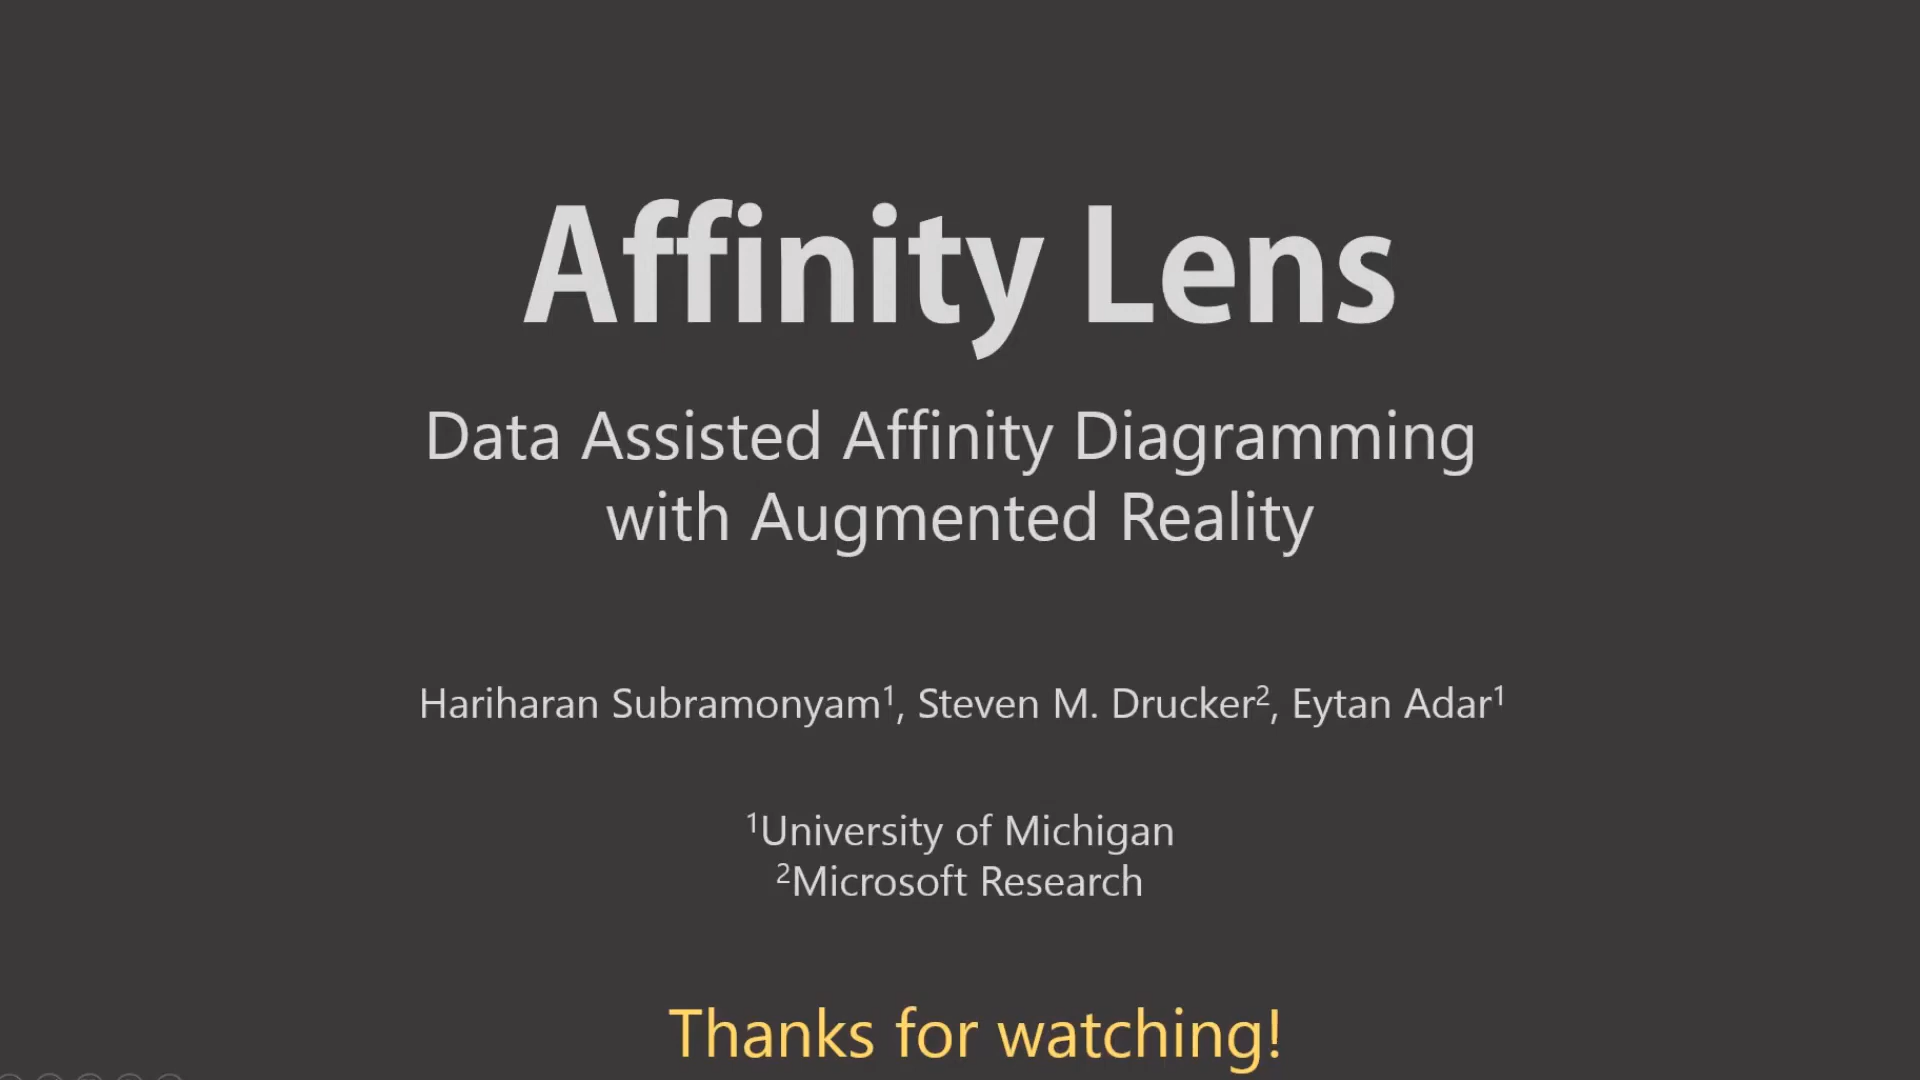 Affinity Lens
Data Assisted Affinity Diagramming
with Augmented Reality
Hariharan Subramonyam¹, Steven M. Drucker², Eytan Adar¹
¹University of Michigan
²Microsoft Research
Thanks for watching!